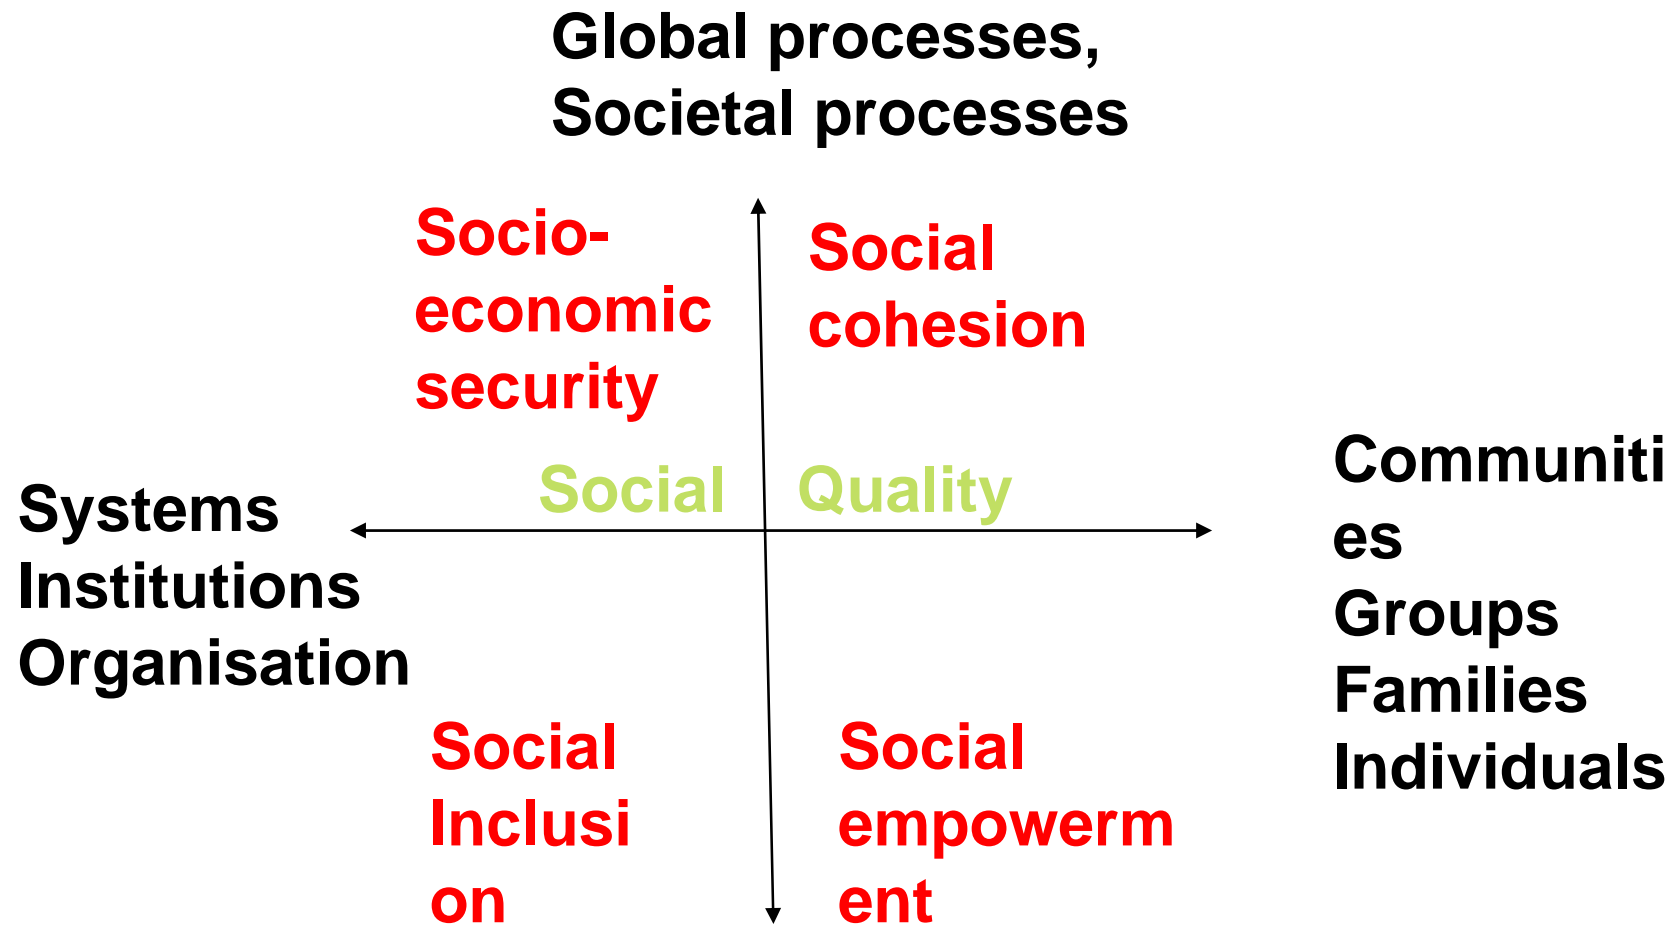 Global processes,
Societal processes
Socio-
economic
security
Social
cohesion
Social Quality
Systems
Institutions
Organisation
Communiti
es
Groups
Families
Individuals
Social
Inclusi
on
Social
empowerm
ent